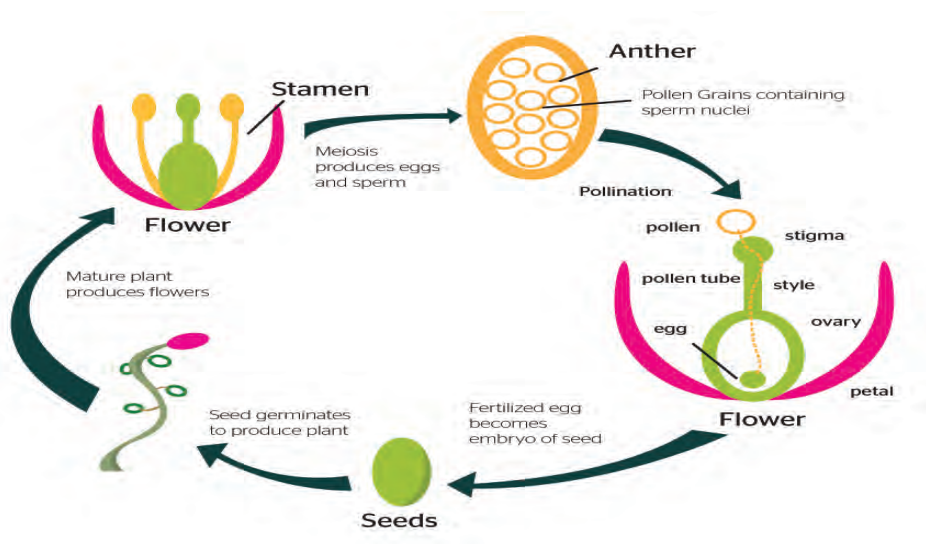 Stamen
Flower
Meiosis
produces eggs
and sperm
Anther
Pollen Grains containing
sperm nuclei
Pollination
pollen
stigma
pollen tube
style
egg
ovary
petal
Flower
Fertilized egg
becomes
embryo of seed
Seeds
Seed germinates
to produce plant
Mature plant
produces flowers